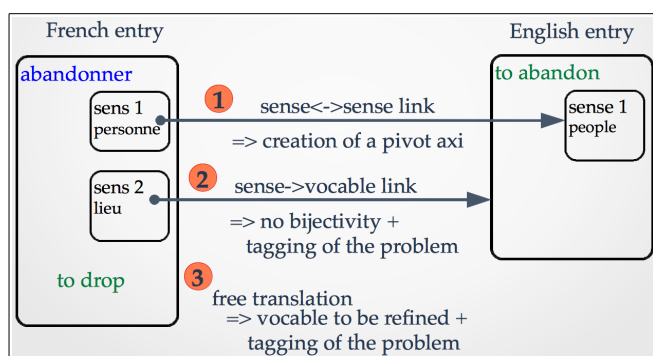 French entry
English entry
abandonner
to abandon
sens 1
personne
1
sense<->sense link
=> creation of a pivot axi
sense 1
people
sens 2
lieu
2
sense->vocable link
=> no bijectivity +
tagging of the problem
to drop
3
free translation
=> vocable to be refined +
tagging of the problem